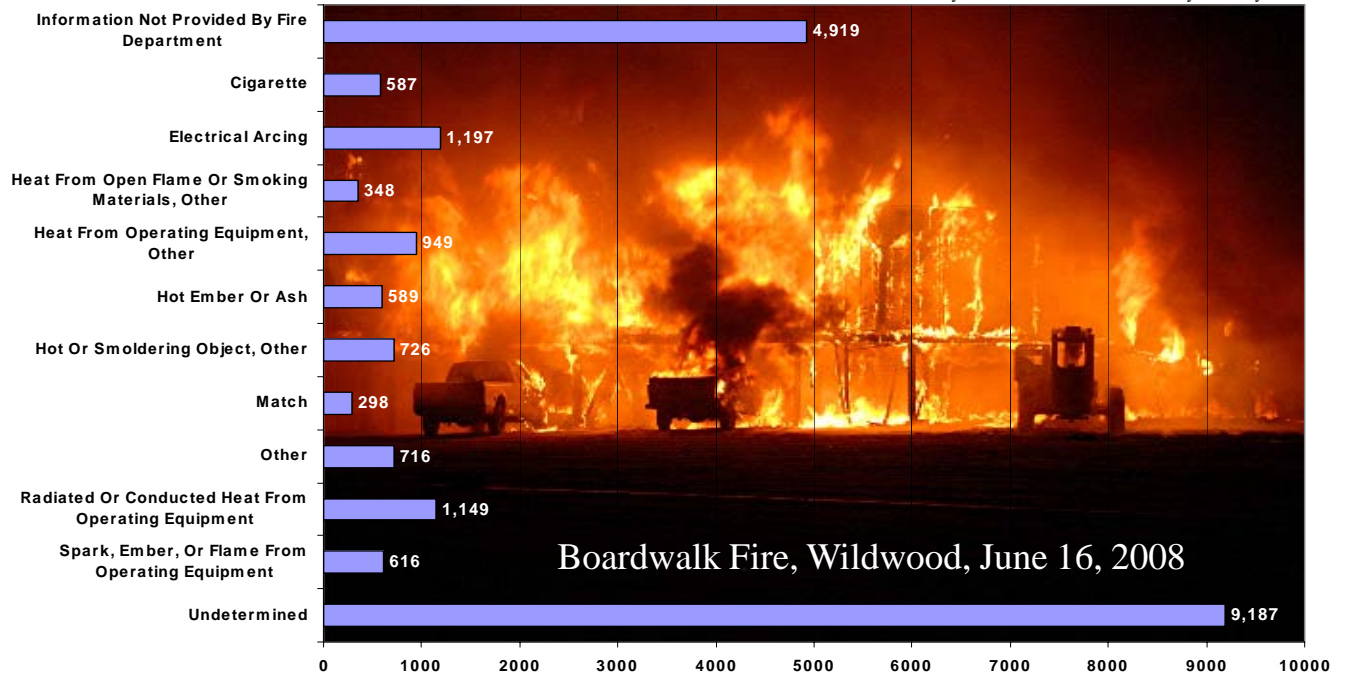 Information Not Provided By Fire
Department
4,919
Cigarette
587
Electrical Arcing
1,197
Heat From Open Flame Or Smoking
Materials, Other
348
Heat From Operating Equipment,
Other
949
Hot Ember Or Ash
589
Hot Or Smoldering Object, Other
726
Match
298
Other
716
Radiated Or Conducted Heat From
Operating Equipment
1,149
Spark, Ember, Or Flame From
Operating Equipment
616
Boardwalk Fire, Wildwood, June 16, 2008
Undetermined
9,187
0 1000 2000 3000 4000 5000 6000 7000 8000 9000 10000